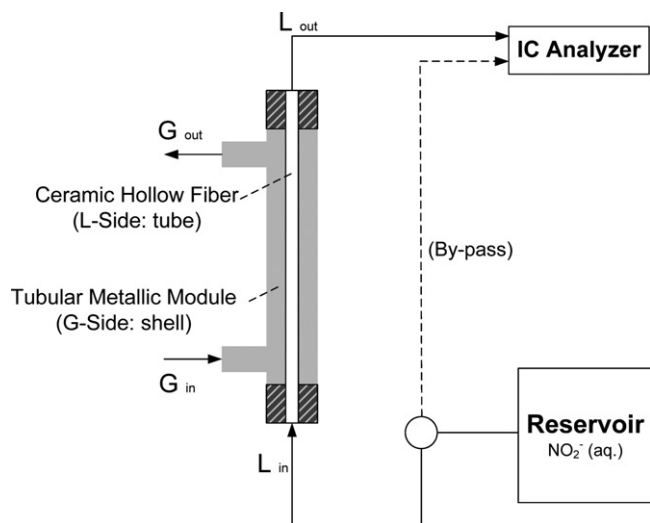 L out
IC Analyzer
G out
Ceramic Hollow Fiber
(L-Side: tube)
(By-pass)
Tubular Metallic Module
(G-Side: shell)
G in
Reservoir
NO₂⁻ (aq.)
L in